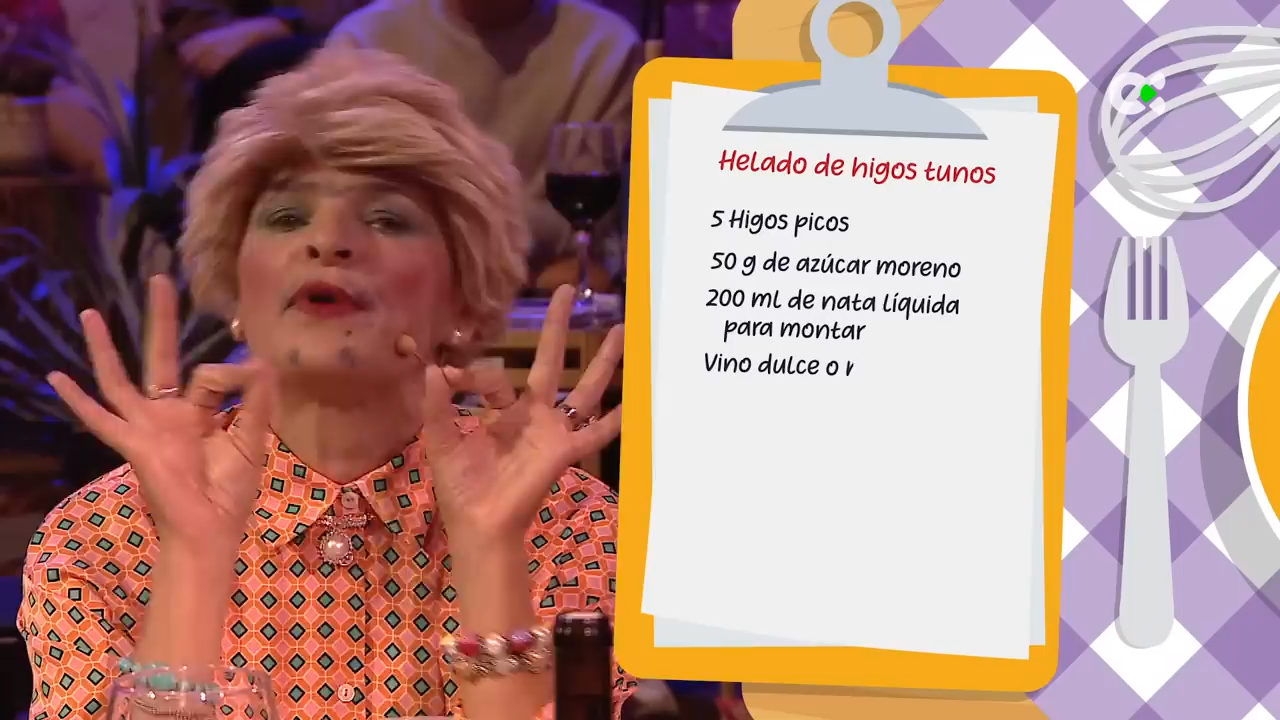 Helado de higos tunos
5 Higos picos
50 g de azúcar moreno
200 ml de nata líquida
para montar
Vino dulce o